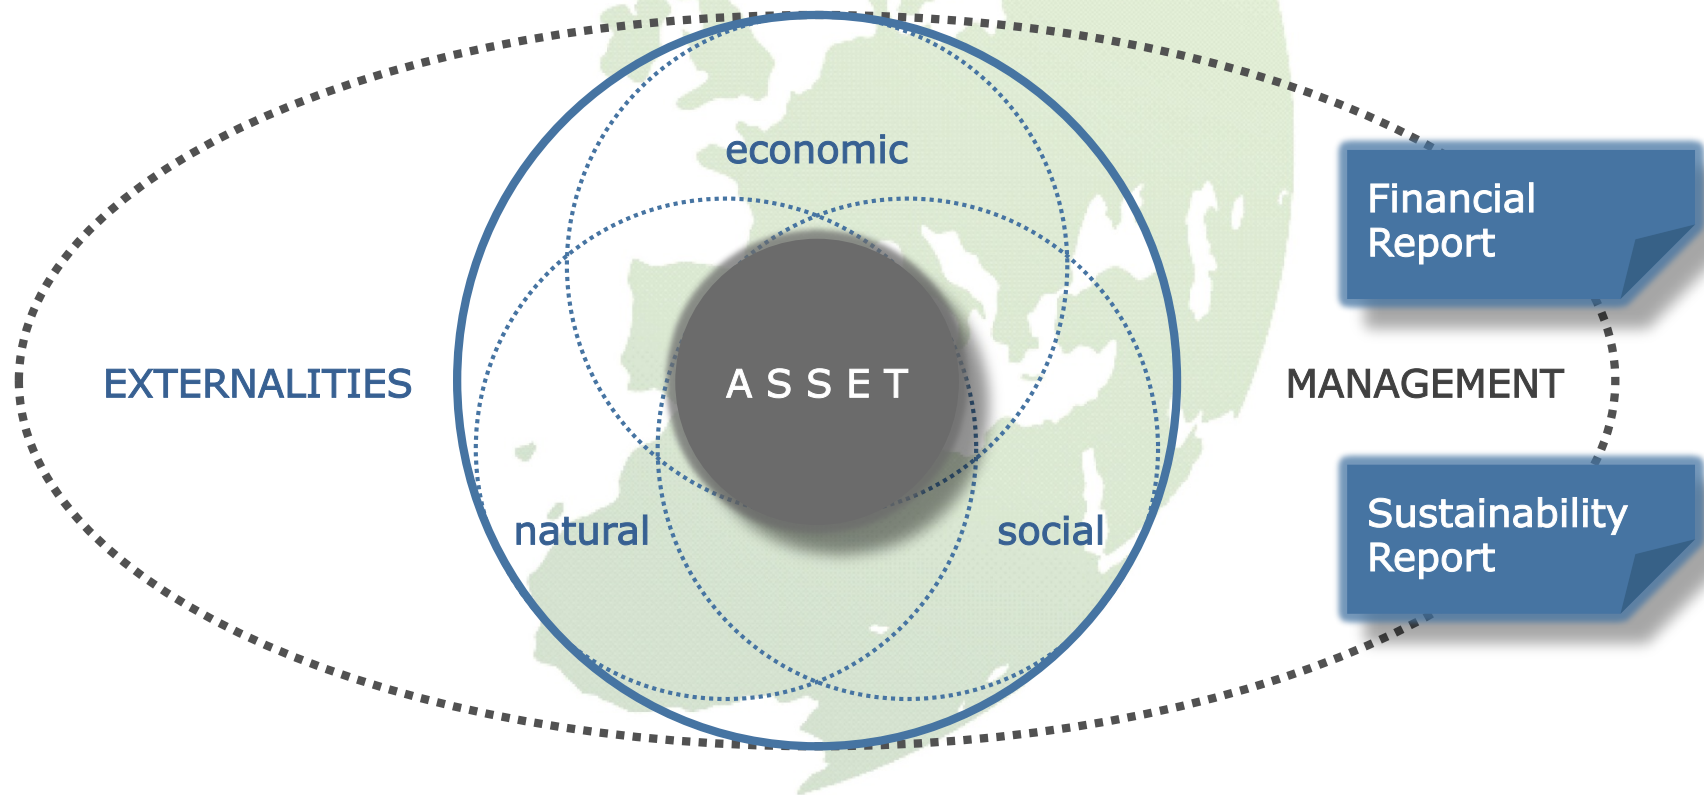 economic
Financial
Report
EXTERNALITIES
ASSET
MANAGEMENT
natural
social
Sustainability
Report